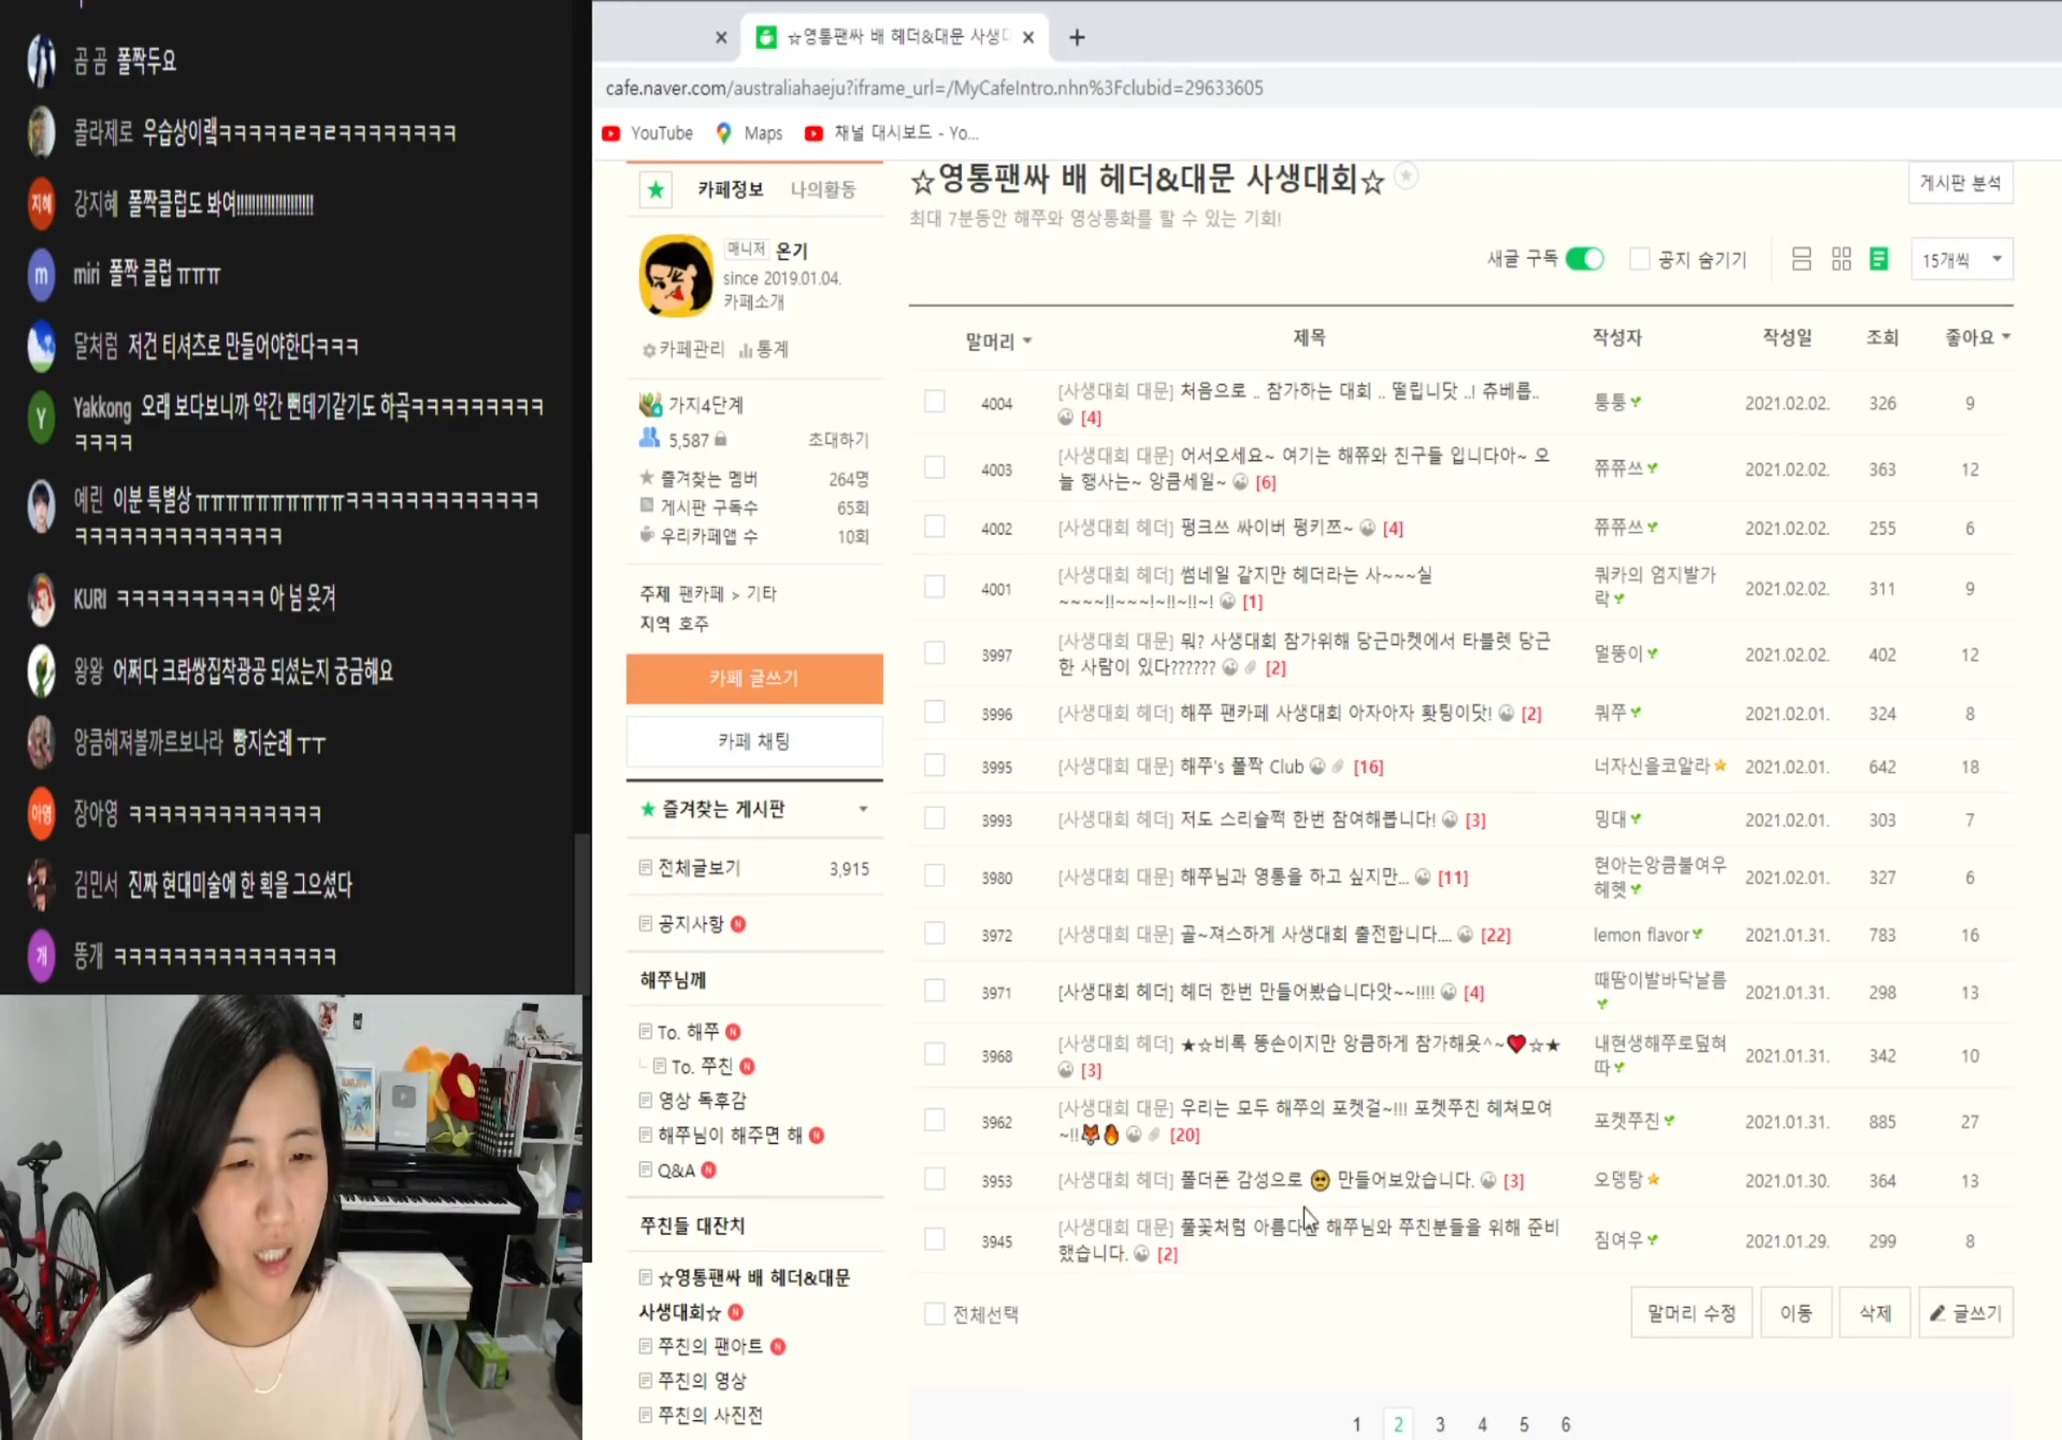 곰 곰 폴짝두요
콜라제로 우습상이랰ㅋㅋㅋㅋㅋㄹㅋㄹㅋㅋㅋㅋㅋㅋㅋㅋ
지혜 강지혜 폴짝클럽도 봐여!!!!!!!!!!!!!!!!!!!!
m miri 폴짝 클럽 ㅠㅠㅠ
달처럼 저건 티셔츠로 만들어야한다ㅋㅋㅋ
Y Yakkong 오래 보다보니까 약간 뻔데기같기도 하곸ㅋㅋㅋㅋㅋㅋㅋㅋ
ㅋㅋㅋㅋ
예린 이분 특별상 ㅠㅠㅠㅠㅠㅠㅠㅠㅠㅠㅋㅋㅋㅋㅋㅋㅋㅋㅋㅋㅋㅋㅋ
ㅋㅋㅋㅋㅋㅋㅋㅋㅋㅋㅋㅋㅋㅋ
KURI ㅋㅋㅋㅋㅋㅋㅋㅋㅋㅋ 아 넘 웃겨
왕왕 어쩌다 크롸쌍집착광공 되셨는지 궁금해요
앙큼해져볼까르보나라 빵지순례 ㅜㅜ
아영 장아영 ㅋㅋㅋㅋㅋㅋㅋㅋㅋㅋㅋㅋㅋ
김민서 진짜 현대미술에 한 획을 그으셨다
개 똥개 ㅋㅋㅋㅋㅋㅋㅋㅋㅋㅋㅋㅋㅋㅋㅋ
☆영통팬싸 배 헤더&대문 사생대
cafe.naver.com/australiahaeju?iframe_url=/MyCafeIntro.nhn%3Fclubid=29633605
YouTube Maps 채널 대시보드 - Yo...
카페정보 나의활동
매니저 온기
since 2019.01.04.
카페소개
카페관리 통계
가지4단계
5,587 초대하기
즐겨찾는 멤버 264명
게시판 구독수 65회
우리카페앱 수 10회
주제 팬카페 > 기타
지역 호주
카페 글쓰기
카페 채팅
즐겨찾는 게시판
전체글보기 3,915
공지사항 N
해쭈님께
To. 해쭈 N
To. 쭈친 N
영상 독후감
해쭈님이 해주면 해 N
Q&A N
쭈친들 대잔치
☆영통팬싸 배 헤더&대문
사생대회☆ N
쭈친의 팬아트 N
쭈친의 영상
쭈친의 사진전
☆영통팬싸 배 헤더&대문 사생대회☆
게시판 분석
최대 7분동안 해쭈와 영상통화를 할 수 있는 기회!
새글 구독 공지 숨기기 15개씩
말머리 제목 작성자 작성일 조회 좋아요
4004 [사생대회 대문] 처음으로 .. 참가하는 대회 .. 떨립니닷 ..! 츄베릅.. 퉁퉁 2021.02.02. 326 9
[4]
4003 [사생대회 대문] 어서오세요~ 여기는 해쮸와 친구들 입니다아~ 오 쮸쮸쓰 2021.02.02. 363 12
늘 행사는~ 앙큼세일~ [6]
4002 [사생대회 헤더] 펑크쓰 싸이버 펑키쯔~ [4] 쮸쮸쓰 2021.02.02. 255 6
4001 [사생대회 헤더] 썸네일 같지만 헤더라는 사~~~실 쿼카의 엄지발가 2021.02.02. 311 9
~~~~!!~~~!~!!~!!~! [1] 락
3997 [사생대회 대문] 뭐? 사생대회 참가위해 당근마켓에서 타블렛 당근 멀뚱이 2021.02.02. 402 12
한 사람이 있다?????? [2]
3996 [사생대회 헤더] 해쭈 팬카페 사생대회 아자아자 홧팅이닷! [2] 쿼쭈 2021.02.01. 324 8
3995 [사생대회 대문] 해쭈's 폴짝 Club [16] 너자신을코알라 2021.02.01. 642 18
3993 [사생대회 헤더] 저도 스리슬쩍 한번 참여해봅니다! [3] 밍대 2021.02.01. 303 7
3980 [사생대회 대문] 해쭈님과 영통을 하고 싶지만... [11] 현아는앙큼불여우 2021.02.01. 327 6
헤헷
3972 [사생대회 대문] 골~져스하게 사생대회 출전합니다.... [22] lemon flavor 2021.01.31. 783 16
3971 [사생대회 헤더] 헤더 한번 만들어봤습니다앗~~!!!! [4] 때땀이발바닥날름 2021.01.31. 298 13
3968 [사생대회 헤더] ★☆비록 똥손이지만 앙큼하게 참가해욧^~❤☆★ 내현생해쭈로덮혀 2021.01.31. 342 10
[3] 따
3962 [사생대회 대문] 우리는 모두 해쭈의 포켓걸~!!! 포켓쭈친 헤쳐모여 포켓쭈친 2021.01.31. 885 27
~!!🦊🔥 [20]
3953 [사생대회 헤더] 폴더폰 감성으로 🥺 만들어보았습니다. [3] 오뎅탕 2021.01.30. 364 13
3945 [사생대회 대문] 풀꽃처럼 아름다운 해쭈님와 쭈친분들을 위해 준비 짐여우 2021.01.29. 299 8
했습니다. [2]
전체선택 말머리 수정 이동 삭제 글쓰기
1 2 3 4 5 6